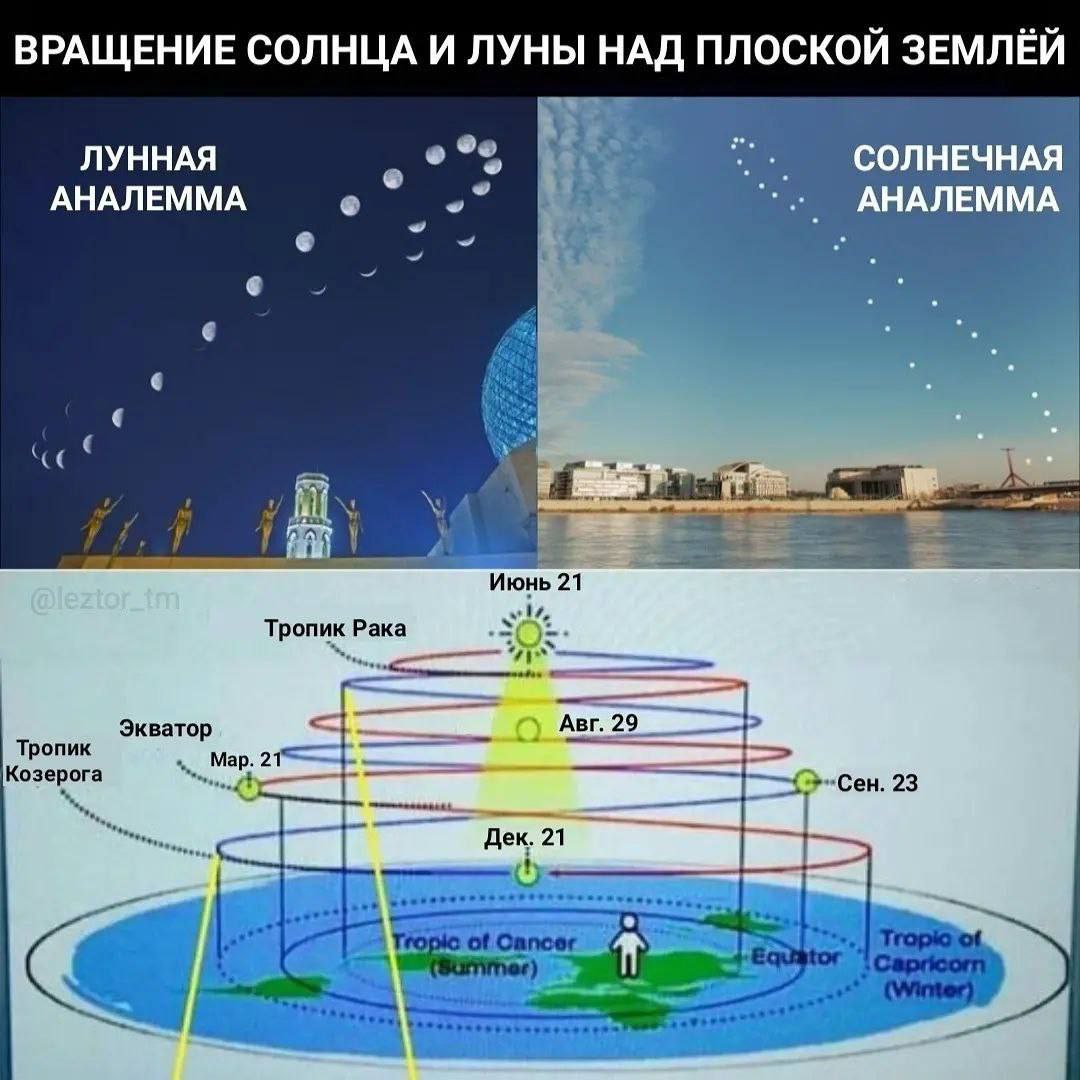 ВРАЩЕНИЕ СОЛНЦА И ЛУНЫ НАД ПЛОСКОЙ ЗЕМЛЁЙ
ЛУННАЯ
АНАЛЕММА
СОЛНЕЧНАЯ
АНАЛЕММА
@leztor_tm
Июнь 21
Тропик Рака
Авг. 29
Экватор
Мар. 21
Тропик
Козерога
Сен. 23
Дек. 21
Tropic of Cancer
(Summer)
Equator
Tropic of
Capricorn
(Winter)